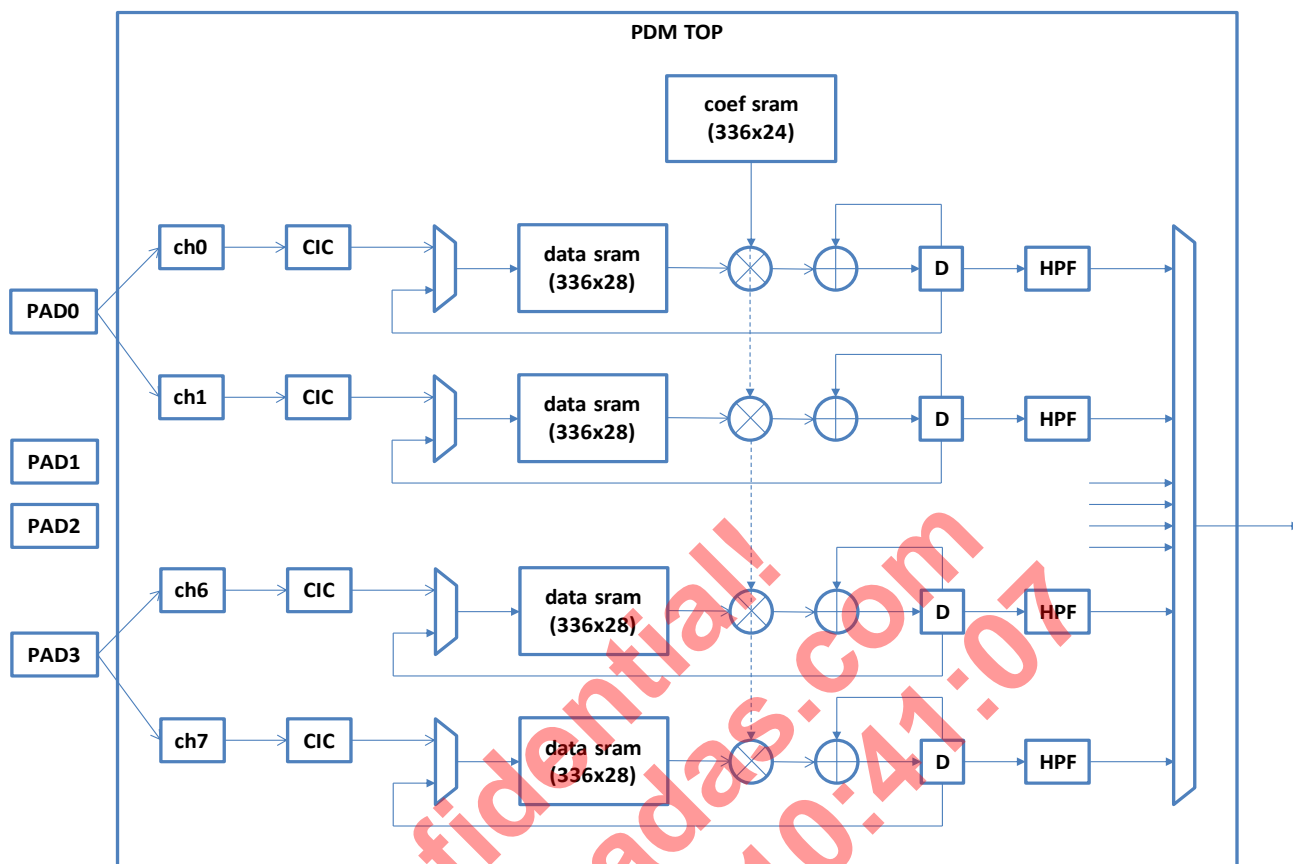 PDM TOP
coef sram
(336x24)
ch0
CIC
data sram
(336x28)
D
HPF
PAD0
ch1
CIC
data sram
(336x28)
D
HPF
PAD1
PAD2
ch6
CIC
data sram
(336x28)
D
HPF
PAD3
ch7
CIC
data sram
(336x28)
D
HPF
fidential!
adas.com
0:41:07